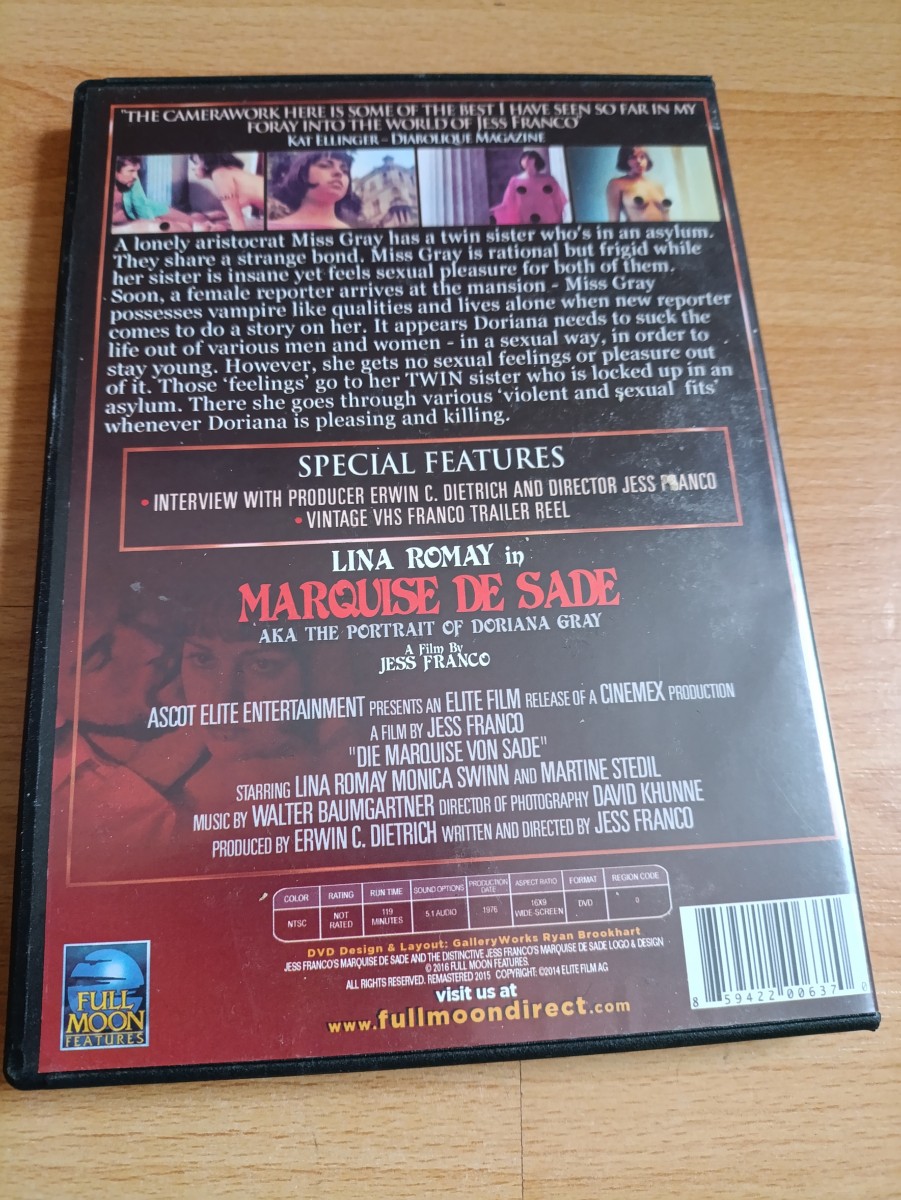 "THE CAMERAWORK HERE IS SOME OF THE BEST I HAVE SEEN SO FAR IN MY
FORAY INTO THE WORLD OF JESS FRANCO"
KAT ELLINGER - DIABOLIQUE MAGAZINE
A lonely aristocrat Miss Gray has a twin sister who's in an asylum.
They share a strange bond. Miss Gray is rational but frigid while
her sister is insane yet feels sexual pleasure for both of them.
Soon, a female reporter arrives at the mansion - Miss Gray
possesses vampire like qualities and lives alone when new reporter
comes to do a story on her. It appears Doriana needs to suck the
life out of various men and women - in a sexual way, in order to
stay young. However, she gets no sexual feelings or pleasure out
of it. Those 'feelings' go to her TWIN sister who is locked up in an
asylum. There she goes through various 'violent and sexual fits'
whenever Doriana is pleasing and killing.
SPECIAL FEATURES
• INTERVIEW WITH PRODUCER ERWIN C. DIETRICH AND DIRECTOR JESS FRANCO
• VINTAGE VHS FRANCO TRAILER REEL
LINA ROMAY in
MARQUISE DE SADE
AKA THE PORTRAIT OF DORIANA GRAY
A Film By
JESS FRANCO
ASCOT ELITE ENTERTAINMENT PRESENTS AN ELITE FILM RELEASE OF A CINEMEX PRODUCTION
A FILM BY JESS FRANCO
"DIE MARQUISE VON SADE"
STARRING LINA ROMAY MONICA SWINN AND MARTINE STEDIL
MUSIC BY WALTER BAUMGARTNER DIRECTOR OF PHOTOGRAPHY DAVID KHUNNE
PRODUCED BY ERWIN C. DIETRICH WRITTEN AND DIRECTED BY JESS FRANCO
COLOR RATING RUN TIME SOUND OPTIONS PRODUCTION DATE ASPECT RATIO FORMAT REGION CODE
NTSC NOT RATED 119 MINUTES 5.1 AUDIO 1976 16X9 WIDE-SCREEN DVD 0
DVD Design & Layout: GalleryWorks Ryan Brookhart
JESS FRANCO'S MARQUISE DE SADE AND THE DISTINCTIVE JESS FRANCO'S MARQUISE DE SADE LOGO & DESIGN
© 2016 FULL MOON FEATURES.
ALL RIGHTS RESERVED. REMASTERED 2015 COPYRIGHT: ©2014 ELITE FILM AG
visit us at
www.fullmoondirect.com
FULL
MOON
FEATURES
8 59422 00637 0